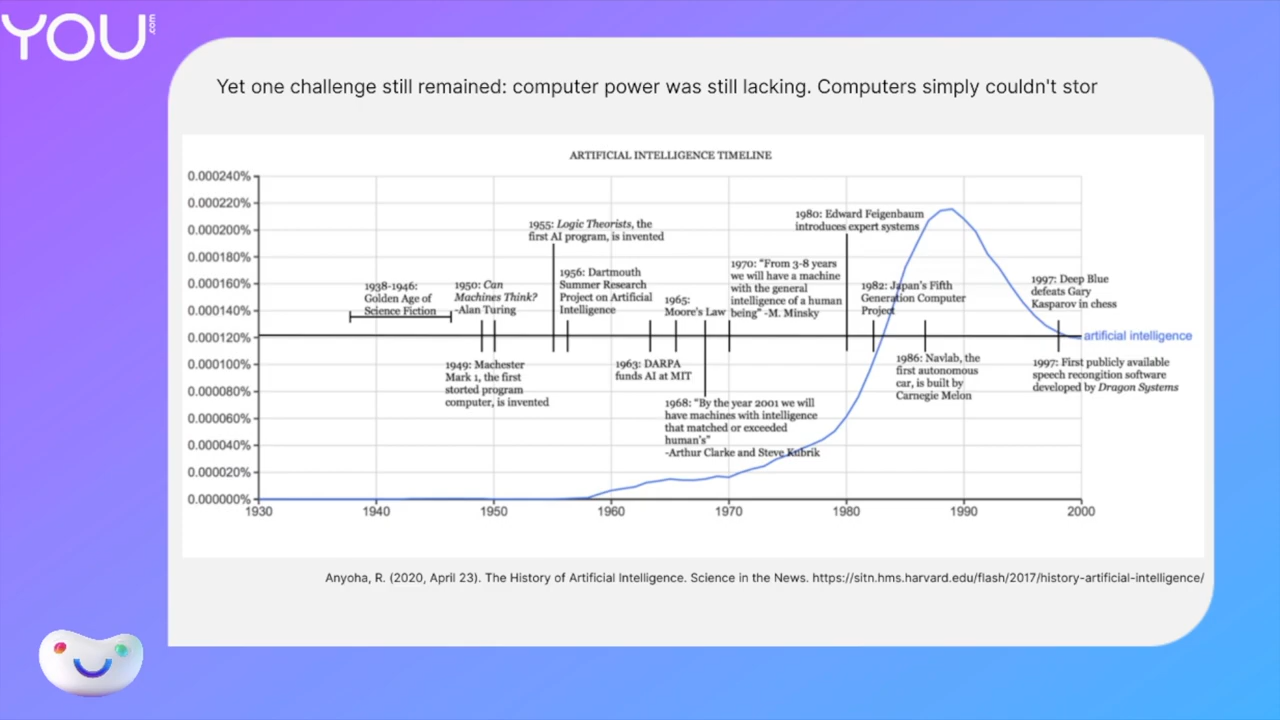 YOU.com
Yet one challenge still remained: computer power was still lacking. Computers simply couldn't stor
ARTIFICIAL INTELLIGENCE TIMELINE
0.000240%
0.000220%
0.000200%
0.000180%
0.000160%
0.000140%
0.000120%
0.000100%
0.000080%
0.000060%
0.000040%
0.000020%
0.000000%
1938-1946:
Golden Age of
Science Fiction
1950: Can
Machines Think?
-Alan Turing
1955: Logic Theorists, the
first AI program, is invented
1956: Dartmouth
Summer Research
Project on Artificial
Intelligence
1965:
Moore's Law
1970: "From 3-8 years
we will have a machine
with the general
intelligence of a human
being" -M. Minsky
1980: Edward Feigenbaum
introduces expert systems
1982: Japan's Fifth
Generation Computer
Project
1997: Deep Blue
defeats Gary
Kasparov in chess
artificial intelligence
1949: Machester
Mark 1, the first
storted program
computer, is invented
1963: DARPA
funds AI at MIT
1968: "By the year 2001 we will
have machines with intelligence
that matched or exceeded
human's"
-Arthur Clarke and Steve Kubrik
1986: Navlab, the
first autonomous
car, is built by
Carnegie Melon
1997: First publicly available
speech recongition software
developed by Dragon Systems
1930 1940 1950 1960 1970 1980 1990 2000
Anyoha, R. (2020, April 23). The History of Artificial Intelligence. Science in the News. https://sitn.hms.harvard.edu/flash/2017/history-artificial-intelligence/